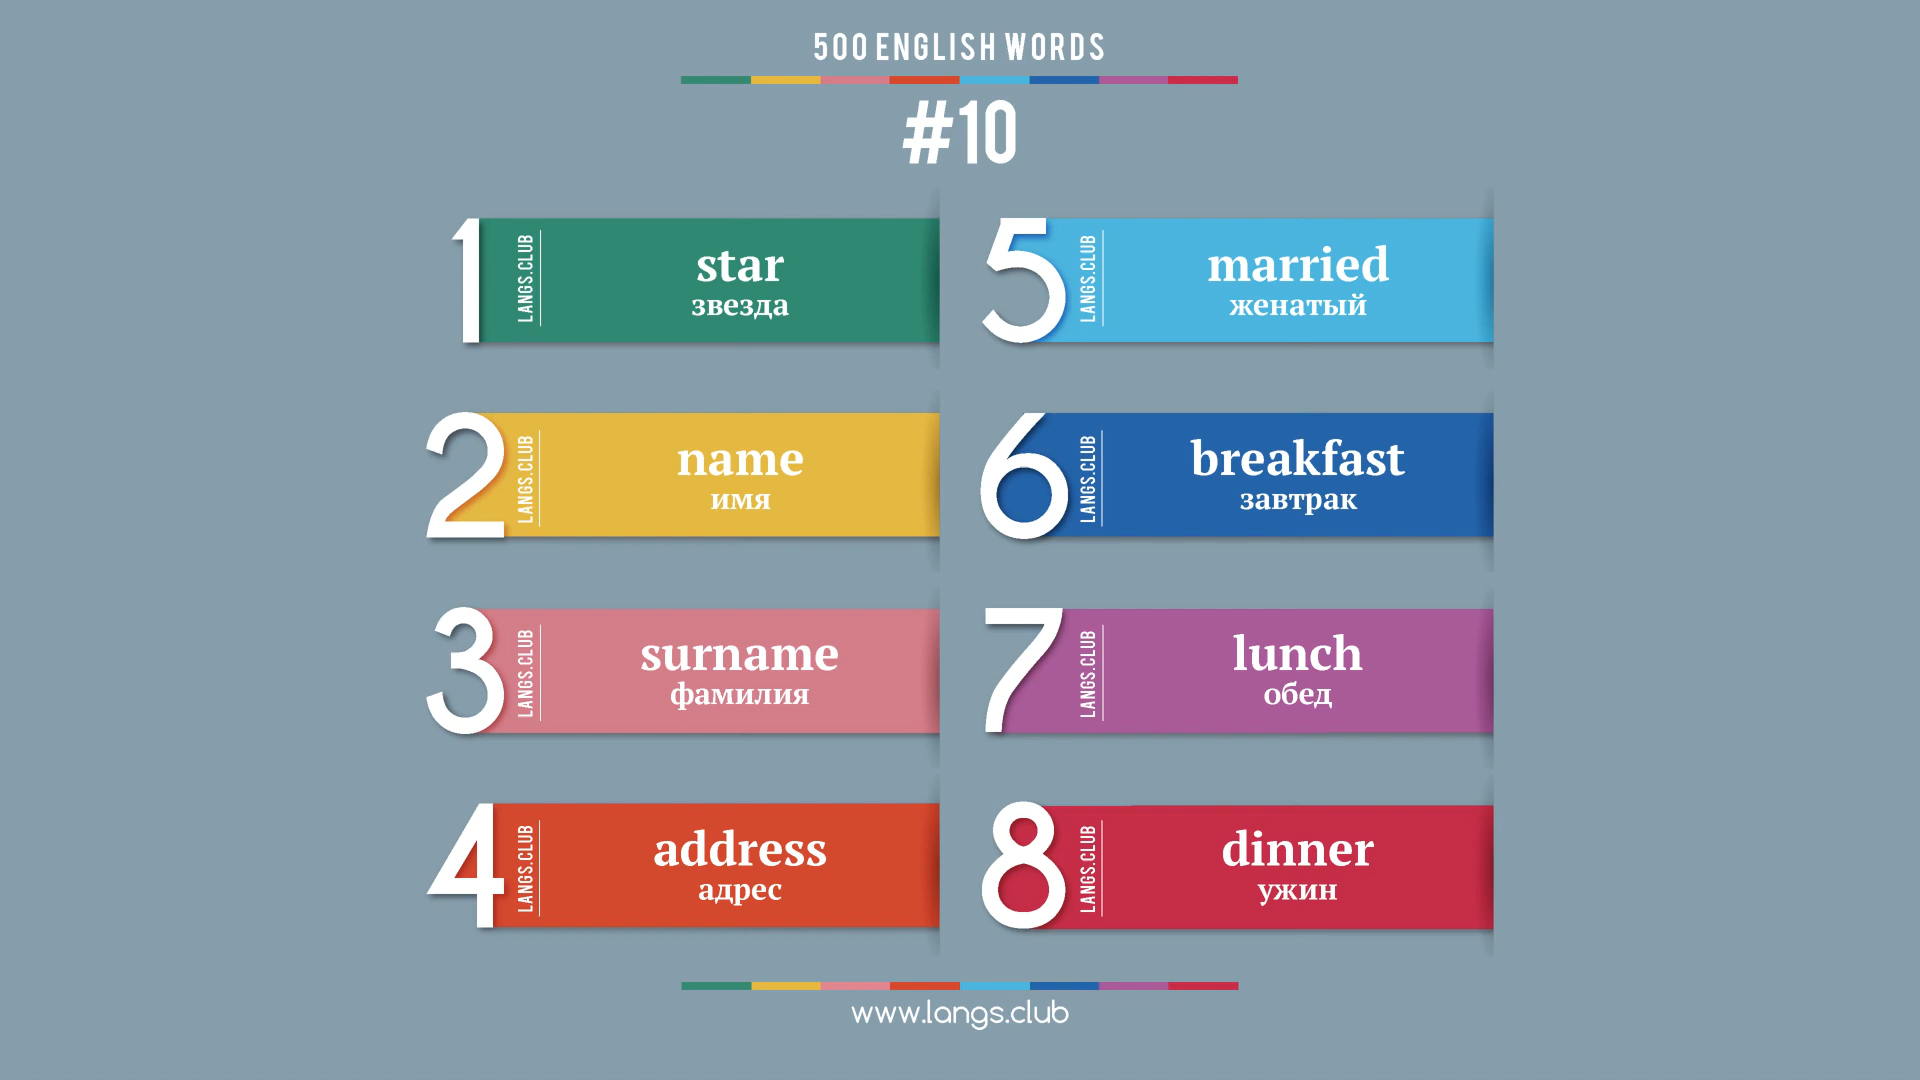 500 ENGLISH WORDS
#10
1
LANGS.CLUB
star
звезда
2
LANGS.CLUB
name
имя
3
LANGS.CLUB
surname
фамилия
4
LANGS.CLUB
address
адрес
5
LANGS.CLUB
married
женатый
6
LANGS.CLUB
breakfast
завтрак
7
LANGS.CLUB
lunch
обед
8
LANGS.CLUB
dinner
ужин
www.langs.club